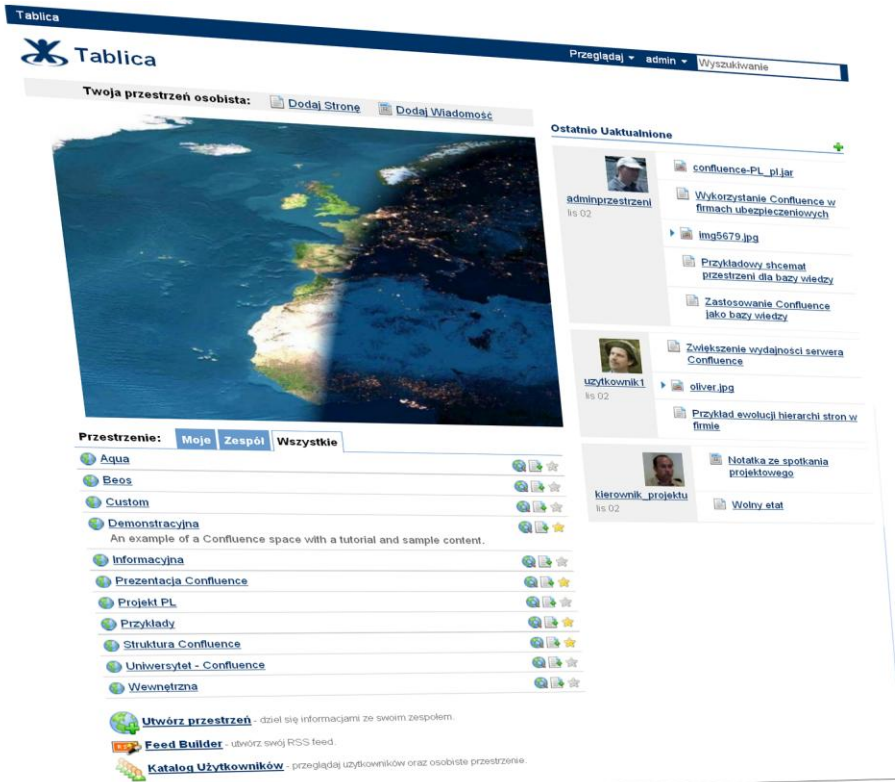 Tablica
Przeglądaj
admin
Wyszukiwanie
Tablica
Twoja przestrzeń osobista:
Dodaj Stronę
Dodaj Wiadomość
Przestrzenie:
Moje
Zespół
Wszystkie
Aqua
Beos
Custom
Demonstracyjna
An example of a Confluence space with a tutorial and sample content.
Informacyjna
Prezentacja Confluence
Projekt PL
Przykłady
Struktura Confluence
Uniwersytet - Confluence
Wewnętrzna
Utwórz przestrzeń - dziel się informacjami ze swoim zespołem.
Feed Builder - utwórz swój RSS feed.
Katalog Użytkowników - przeglądaj użytkowników oraz osobiste przestrzenie.
Ostatnio Uaktualnione
adminprzestrzeni
lis 02
confluence-PL_pl.jar
Wykorzystanie Confluence w
firmach ubezpieczeniowych
img5679.jpg
Przykładowy shcemat
przestrzeni dla bazy wiedzy
Zastosowanie Confluence
jako bazy wiedzy
uzytkownik1
lis 02
Zwiększenie wydajności serwera
Confluence
oliver.jpg
Przykład ewolucji hierarchi stron w
firmie
kierownik_projektu
lis 02
Notatka ze spotkania
projektowego
Wolny etat